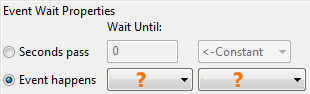 Event Wait Properties
Wait Until:
Seconds pass 0 <-Constant
Event happens ? ?